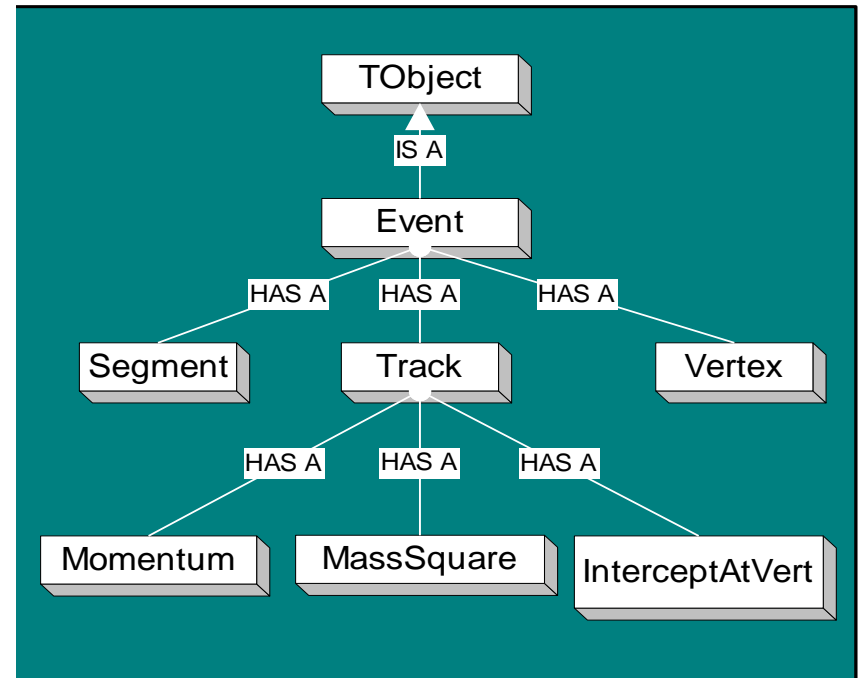 TObject
IS A
Event
HAS A HAS A HAS A
Segment Track Vertex
HAS A HAS A HAS A
Momentum MassSquare InterceptAtVert